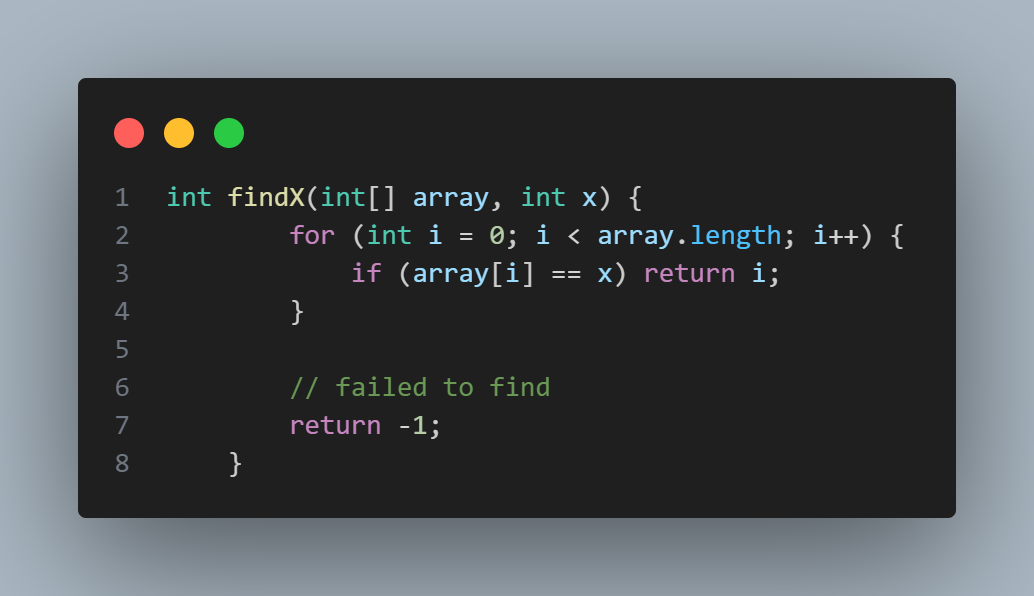 1 int findX(int[] array, int x) {
2         for (int i = 0; i < array.length; i++) {
3             if (array[i] == x) return i;
4         }
5
6         // failed to find
7         return -1;
8     }